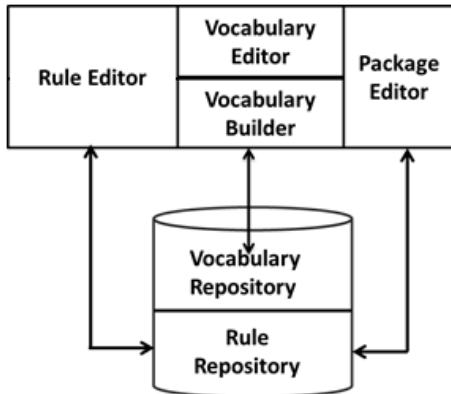 Rule Editor
Vocabulary
Editor
Vocabulary
Builder
Package
Editor
Vocabulary
Repository
Rule
Repository